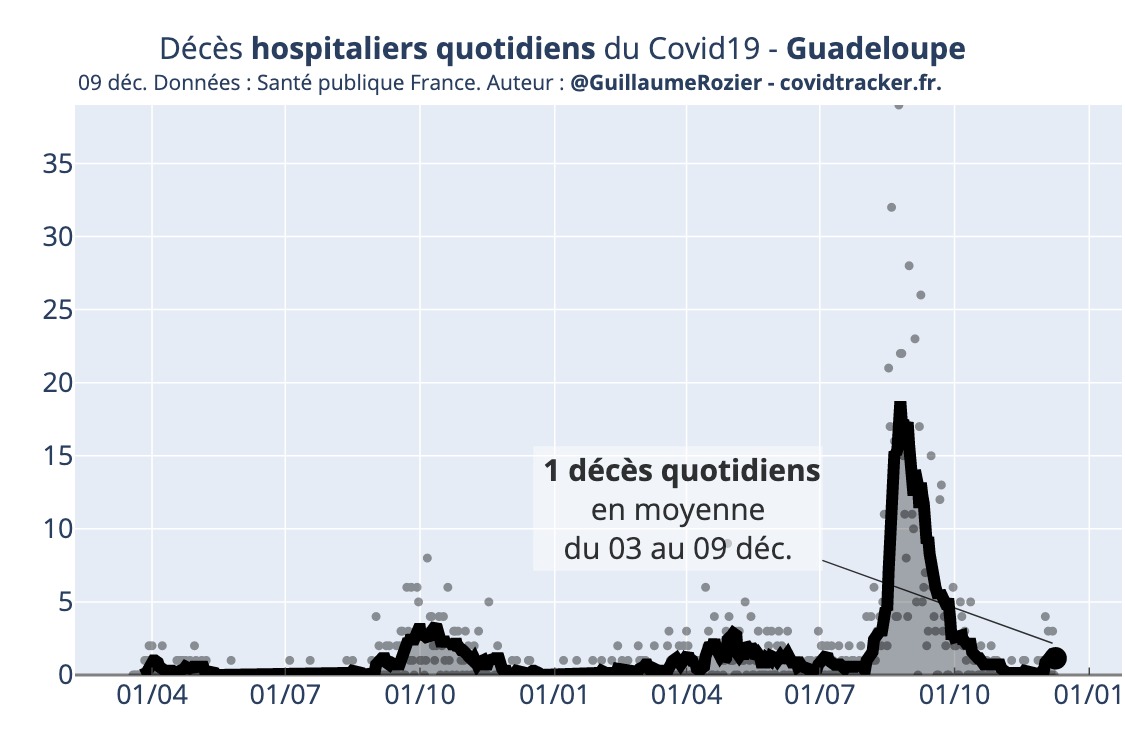 Décès hospitaliers quotidiens du Covid19 - Guadeloupe
09 déc. Données : Santé publique France. Auteur : @GuillaumeRozier - covidtracker.fr.
35
30
25
20
15
10
5
0
1 décès quotidiens
en moyenne
du 03 au 09 déc.
01/04 01/07 01/10 01/01 01/04 01/07 01/10 01/01